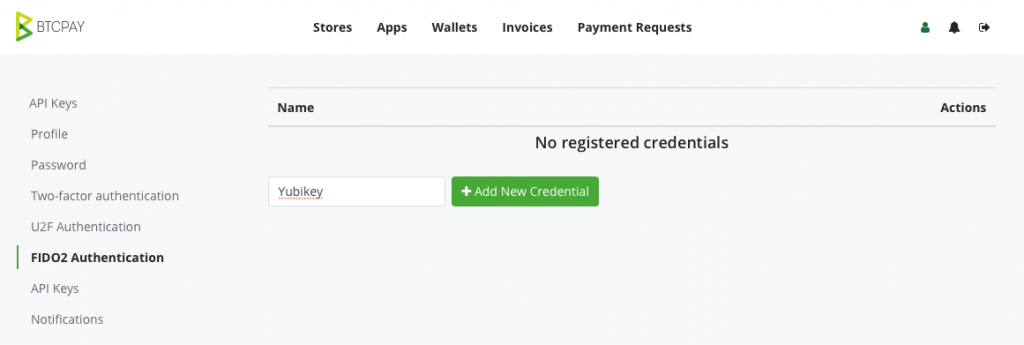 BTCPAY
Stores Apps Wallets Invoices Payment Requests
API Keys
Profile
Password
Two-factor authentication
U2F Authentication
FIDO2 Authentication
API Keys
Notifications
Name Actions
No registered credentials
Yubikey + Add New Credential